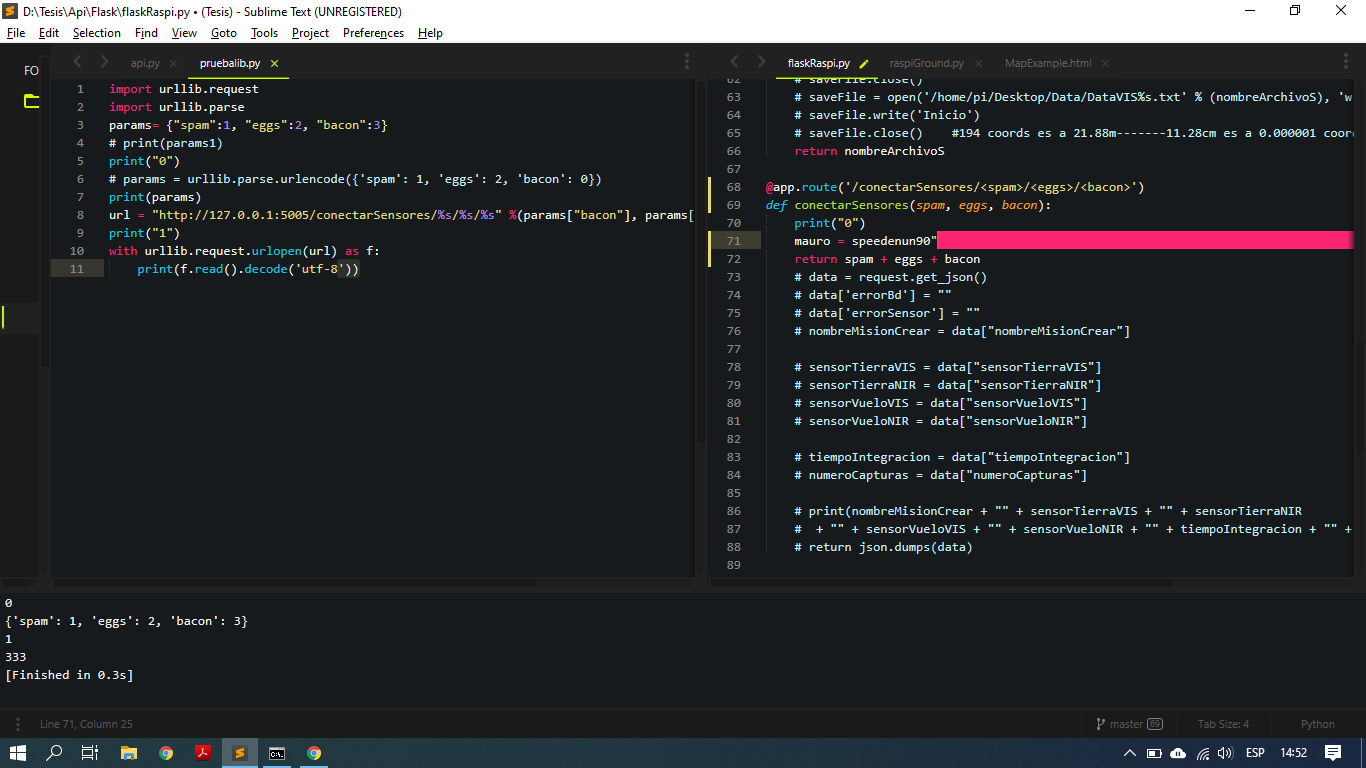 D:\Tesis\Api\Flask\flaskRaspi.py • (Tesis) - Sublime Text (UNREGISTERED)
File Edit Selection Find View Goto Tools Project Preferences Help
FO
api.py × pruebalib.py ×
1 import urllib.request
2 import urllib.parse
3 params= {"spam":1, "eggs":2, "bacon":3}
4 # print(params1)
5 print("0")
6 # params = urllib.parse.urlencode({'spam': 1, 'eggs': 2, 'bacon': 0})
7 print(params)
8 url = "http://127.0.0.1:5005/conectarSensores/%s/%s/%s" %(params["bacon"], params[
9 print("1")
10 with urllib.request.urlopen(url) as f:
11 print(f.read().decode('utf-8'))
flaskRaspi.py raspiGround.py × MapExample.html ×
62 # saveFile.close()
63 # saveFile = open('/home/pi/Desktop/Data/DataVIS%s.txt' % (nombreArchivoS), 'w
64 # saveFile.write('Inicio')
65 # saveFile.close() #194 coords es a 21.88m-------11.28cm es a 0.000001 coor
66 return nombreArchivoS
67
68 @app.route('/conectarSensores/<spam>/<eggs>/<bacon>')
69 def conectarSensores(spam, eggs, bacon):
70 print("0")
71 mauro = speedenun90"
72 return spam + eggs + bacon
73 # data = request.get_json()
74 # data['errorBd'] = ""
75 # data['errorSensor'] = ""
76 # nombreMisionCrear = data["nombreMisionCrear"]
77
78 # sensorTierraVIS = data["sensorTierraVIS"]
79 # sensorTierraNIR = data["sensorTierraNIR"]
80 # sensorVueloVIS = data["sensorVueloVIS"]
81 # sensorVueloNIR = data["sensorVueloNIR"]
82
83 # tiempoIntegracion = data["tiempoIntegracion"]
84 # numeroCapturas = data["numeroCapturas"]
85
86 # print(nombreMisionCrear + "" + sensorTierraVIS + "" + sensorTierraNIR
87 # + "" + sensorVueloVIS + "" + sensorVueloNIR + "" + tiempoIntegracion + "" +
88 # return json.dumps(data)
89
0
{'spam': 1, 'eggs': 2, 'bacon': 3}
1
333
[Finished in 0.3s]
Line 71, Column 25 master 69 Tab Size: 4 Python
ESP 14:52